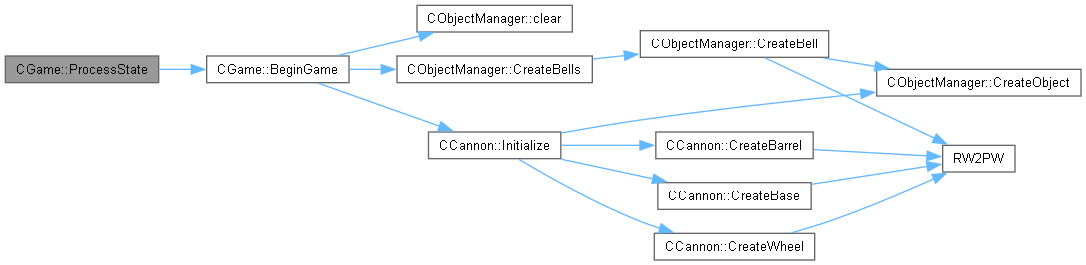 CGame::ProcessState
CGame::BeginGame
CObjectManager::clear
CObjectManager::CreateBells
CObjectManager::CreateBell
CObjectManager::CreateObject
CCannon::Initialize
CCannon::CreateBarrel
RW2PW
CCannon::CreateBase
CCannon::CreateWheel